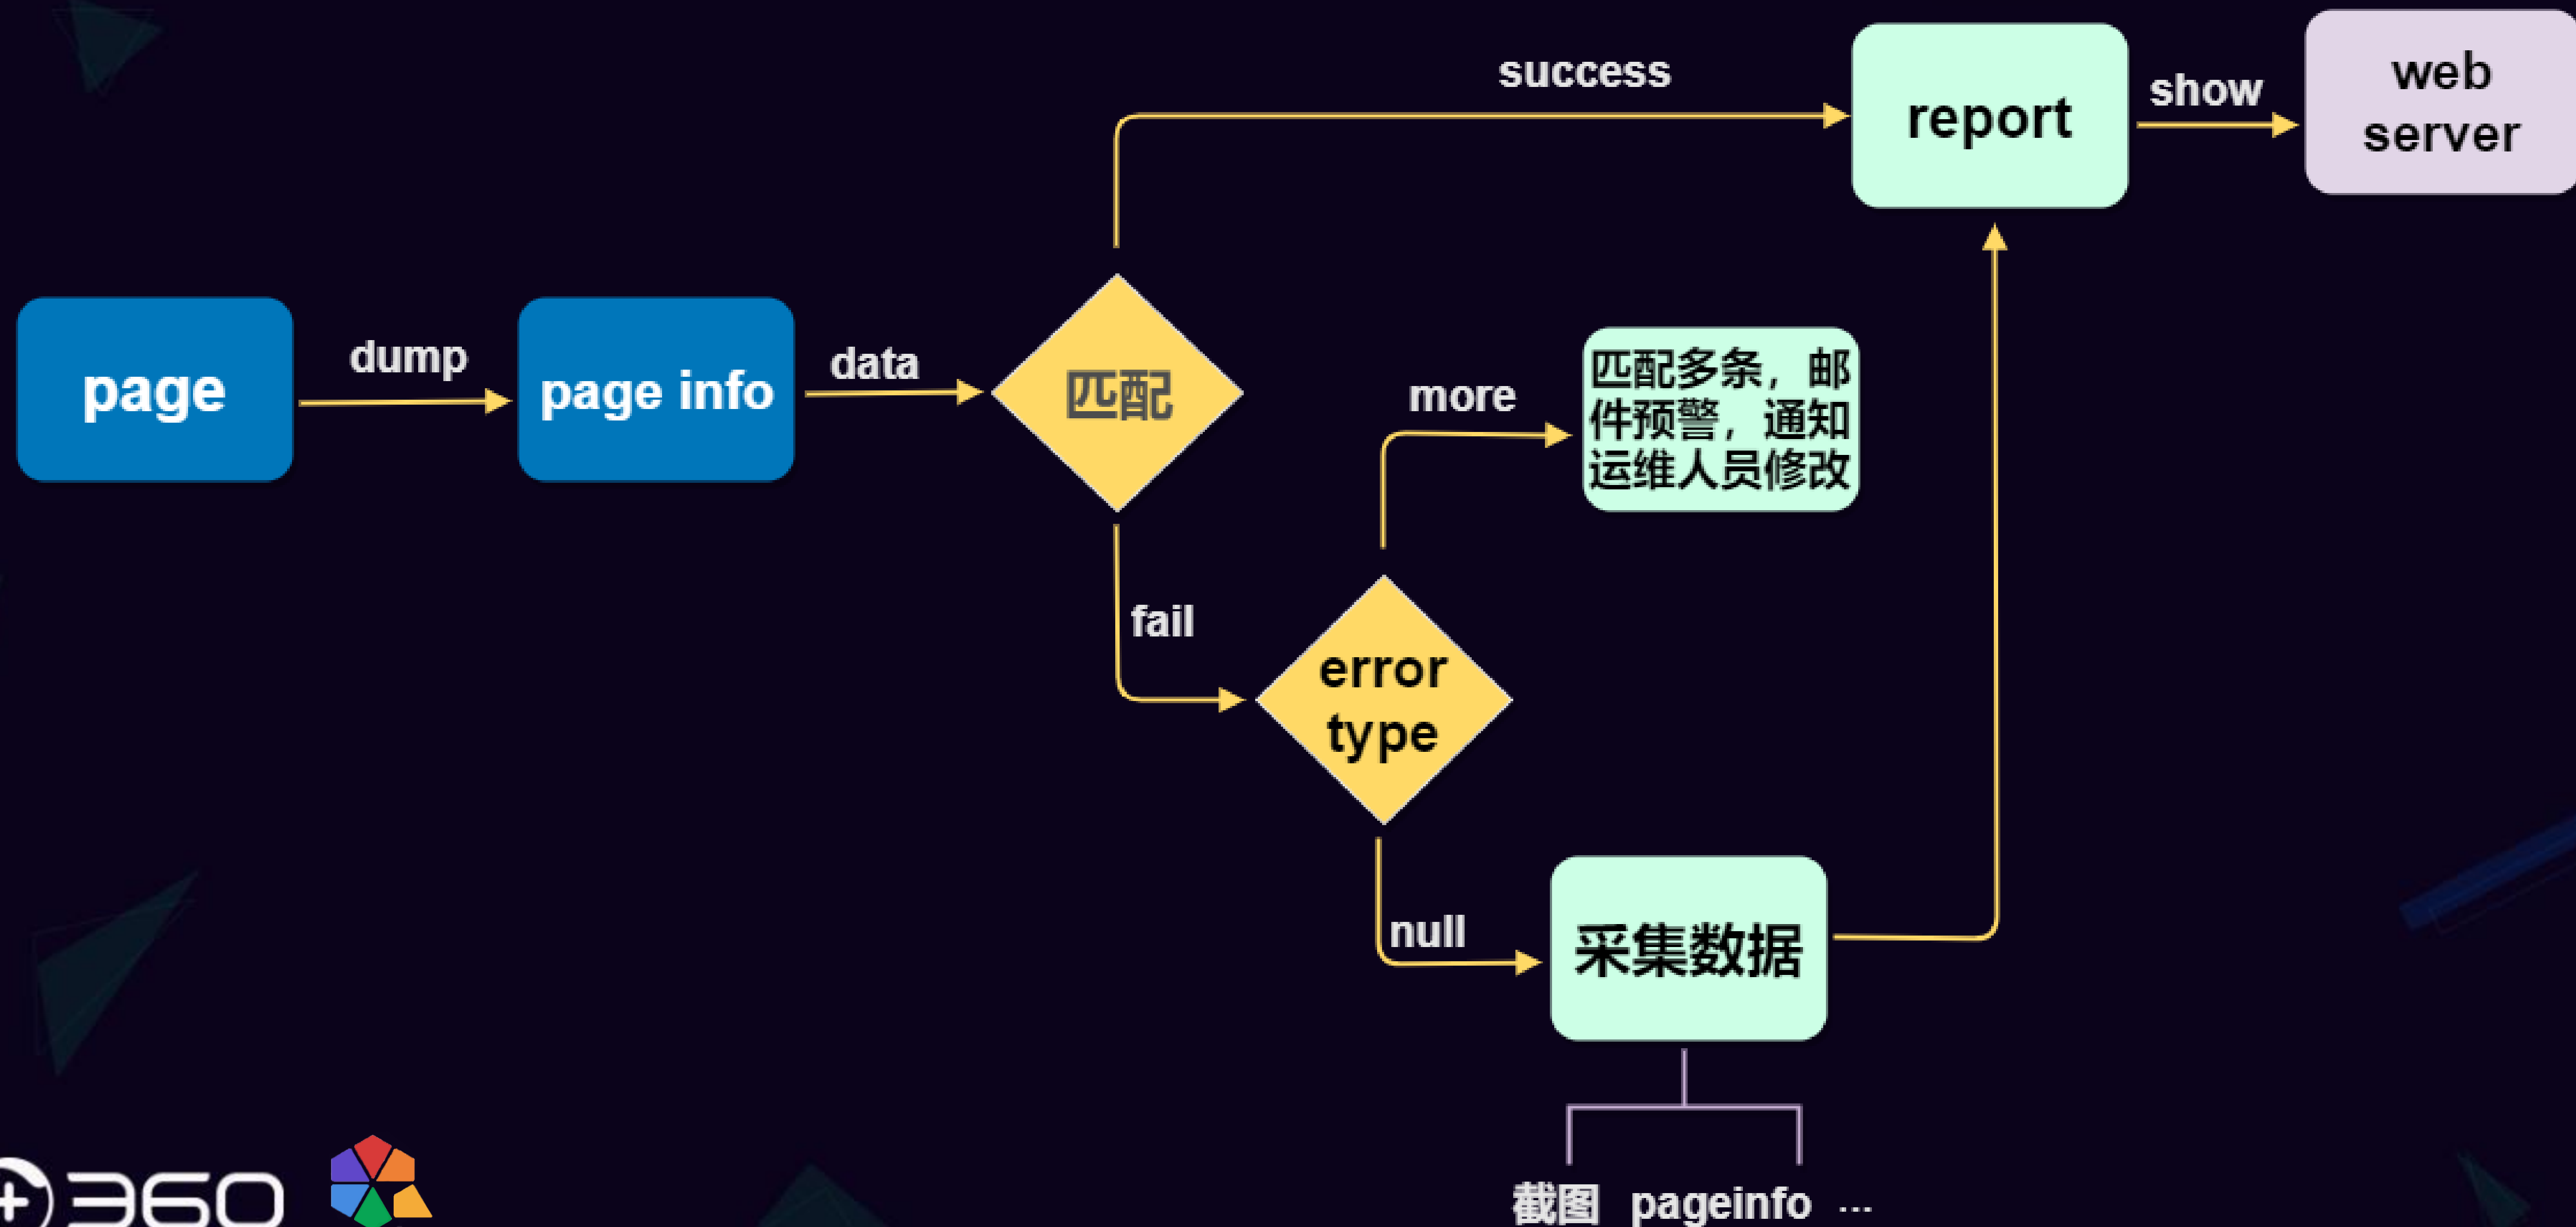 success
report
show
web
server
page
dump
page info
data
匹配
more
匹配多条，邮
件预警，通知
运维人员修改
fail
error
type
null
采集数据
截图 pageinfo ...
360